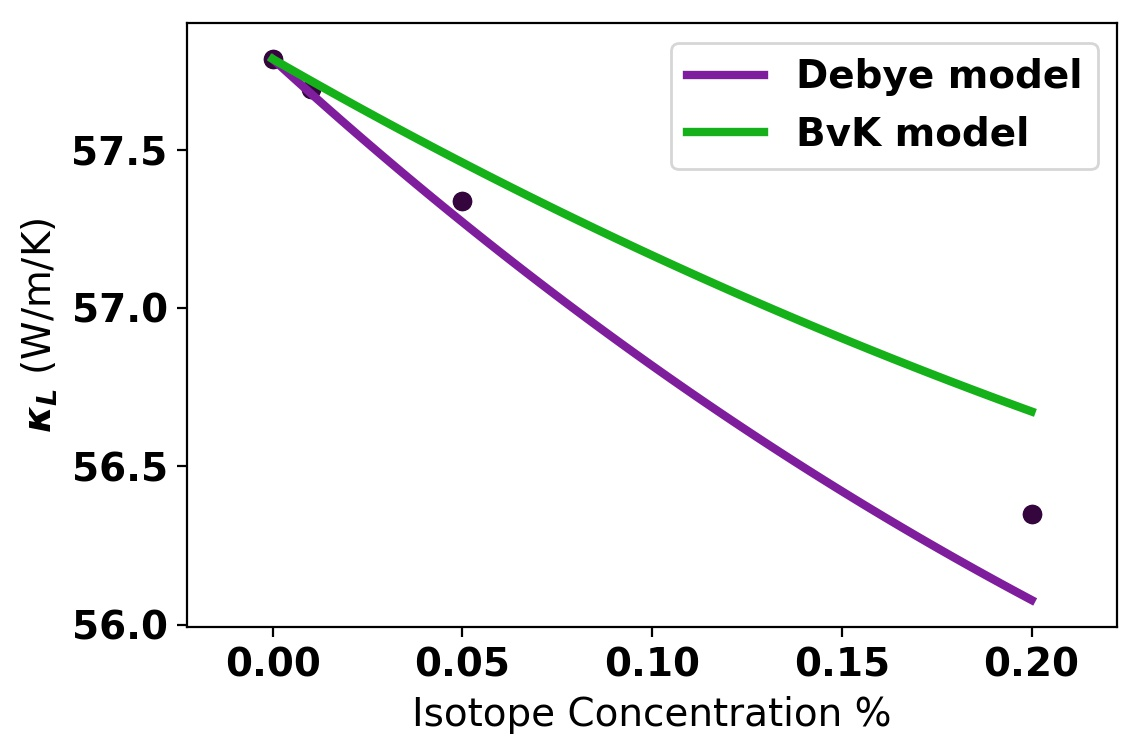 Debye model
BvK model
57.5
57.0
56.5
56.0
κL (W/m/K)
0.00 0.05 0.10 0.15 0.20
Isotope Concentration %